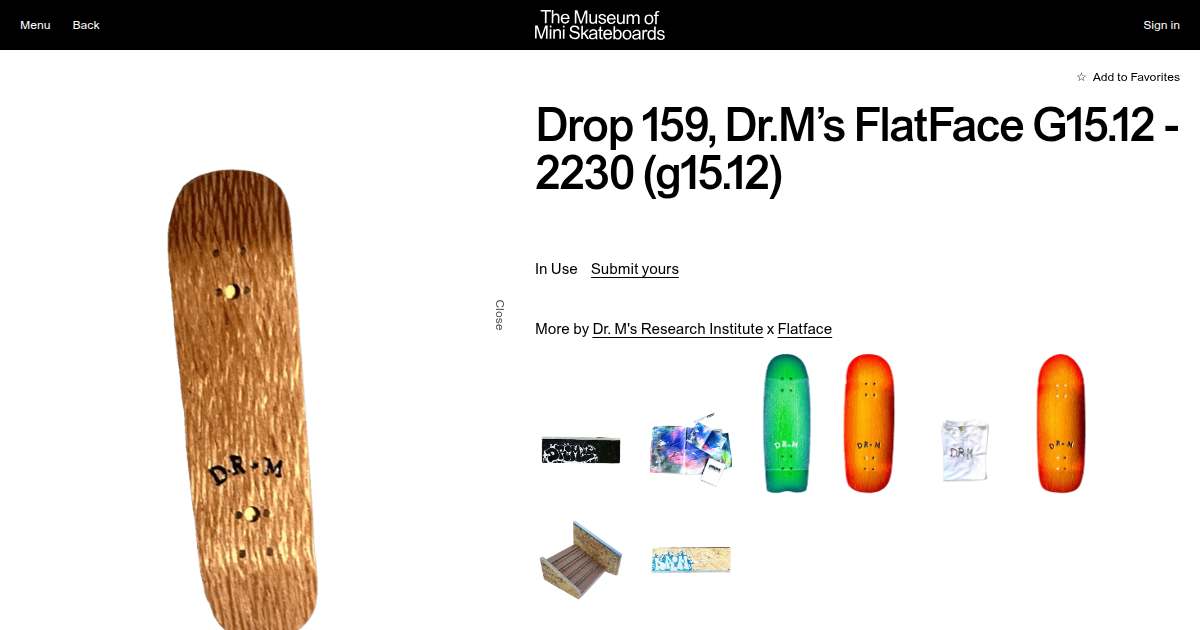 Menu
Back
The Museum of
Mini Skateboards
Sign in
☆ Add to Favorites
Drop 159, Dr.M’s FlatFace G15.12 -
2230 (g15.12)
In Use Submit yours
Close
More by Dr. M's Research Institute x Flatface
DR•M
DR•M
DR•M
DRM
DR•M